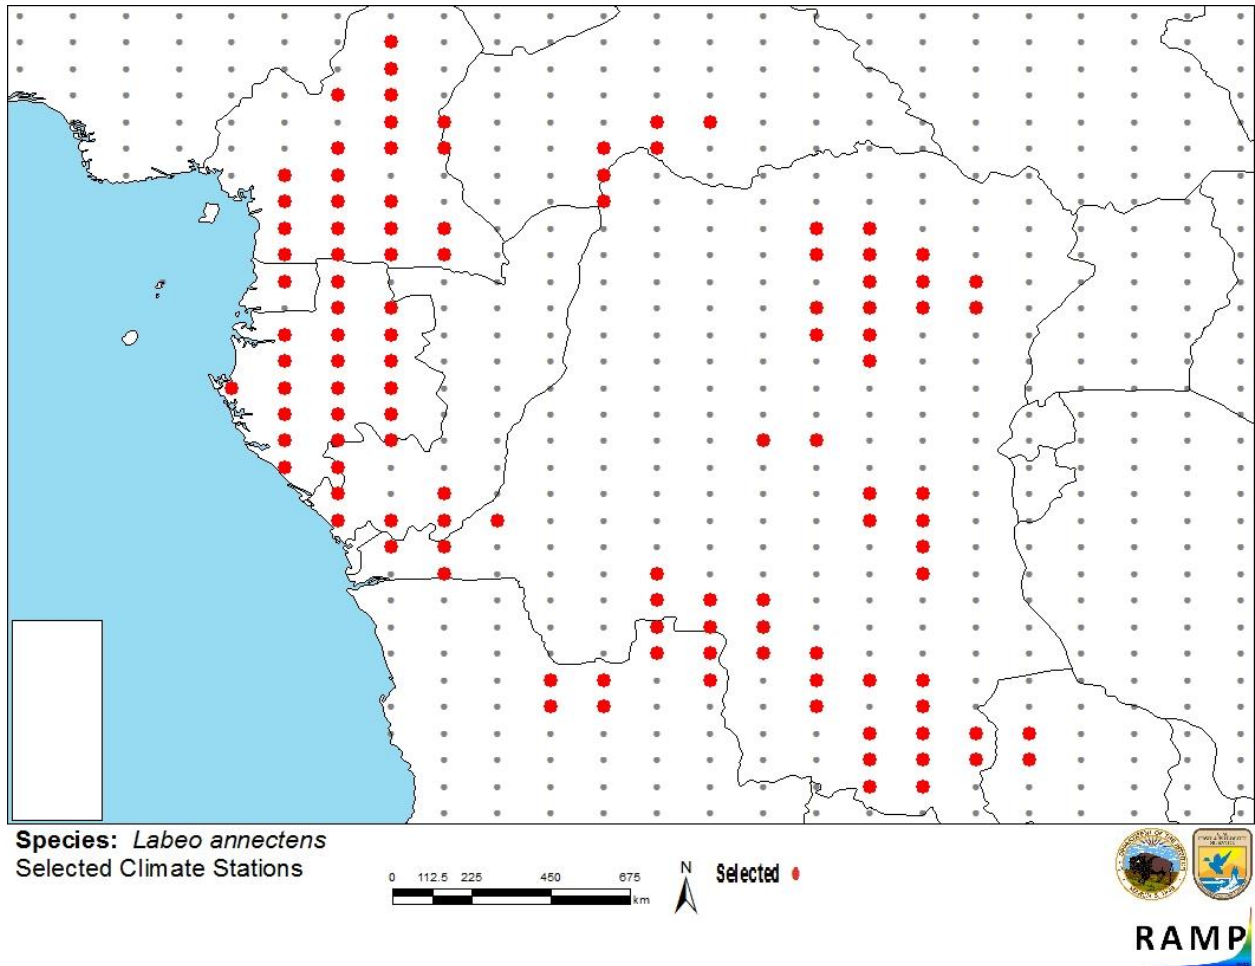 Species: Labeo annectens
Selected Climate Stations
0 112.5 225 450 675
km
N
Selected
RAMP